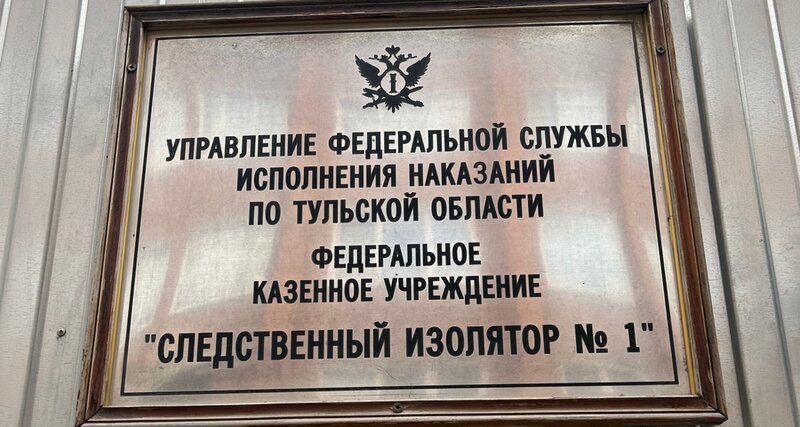 УПРАВЛЕНИЕ ФЕДЕРАЛЬНОЙ СЛУЖБЫ
ИСПОЛНЕНИЯ НАКАЗАНИЙ
ПО ТУЛЬСКОЙ ОБЛАСТИ
ФЕДЕРАЛЬНОЕ
КАЗЕННОЕ УЧРЕЖДЕНИЕ
"СЛЕДСТВЕННЫЙ ИЗОЛЯТОР № 1"